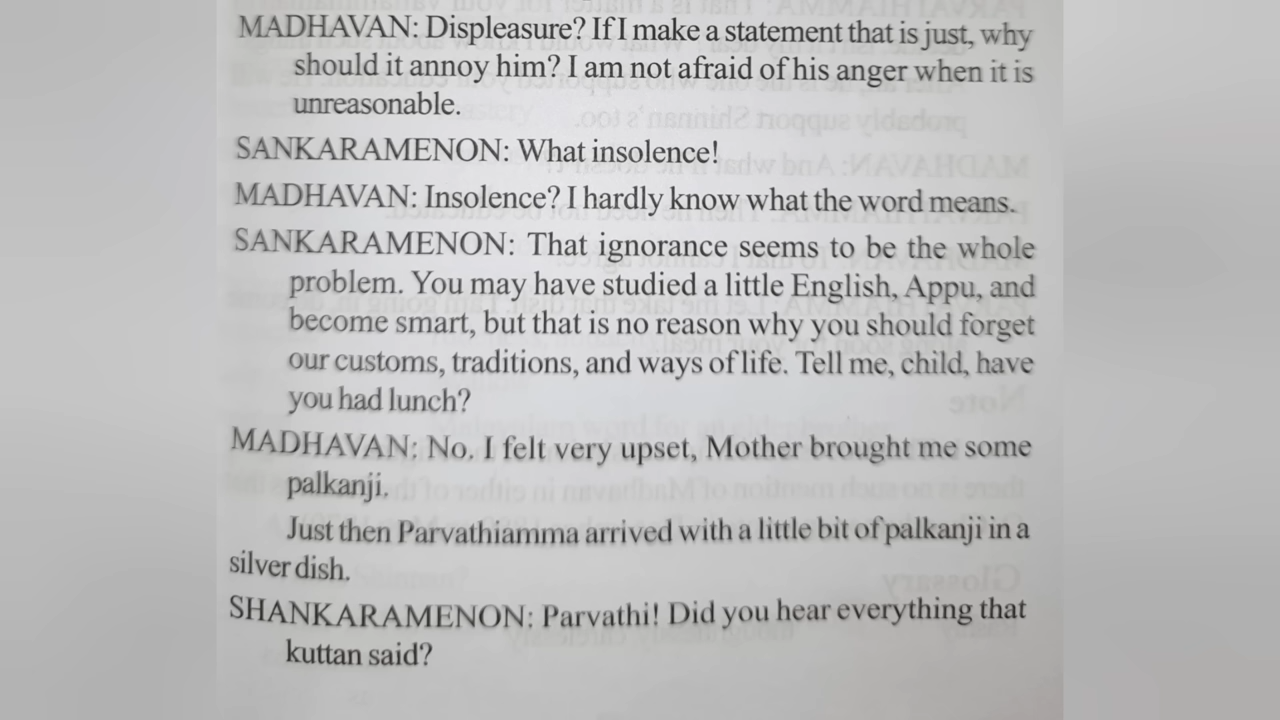 MADHAVAN: Displeasure? If I make a statement that is just, why
should it annoy him? I am not afraid of his anger when it is
unreasonable.
SANKARAMENON: What insolence!
MADHAVAN: Insolence? I hardly know what the word means.
SANKARAMENON: That ignorance seems to be the whole
problem. You may have studied a little English, Appu, and
become smart, but that is no reason why you should forget
our customs, traditions, and ways of life. Tell me, child, have
you had lunch?
MADHAVAN: No. I felt very upset, Mother brought me some
palkanji.
Just then Parvathiamma arrived with a little bit of palkanji in a
silver dish.
SHANKARAMENON: Parvathi! Did you hear everything that
kuttan said?